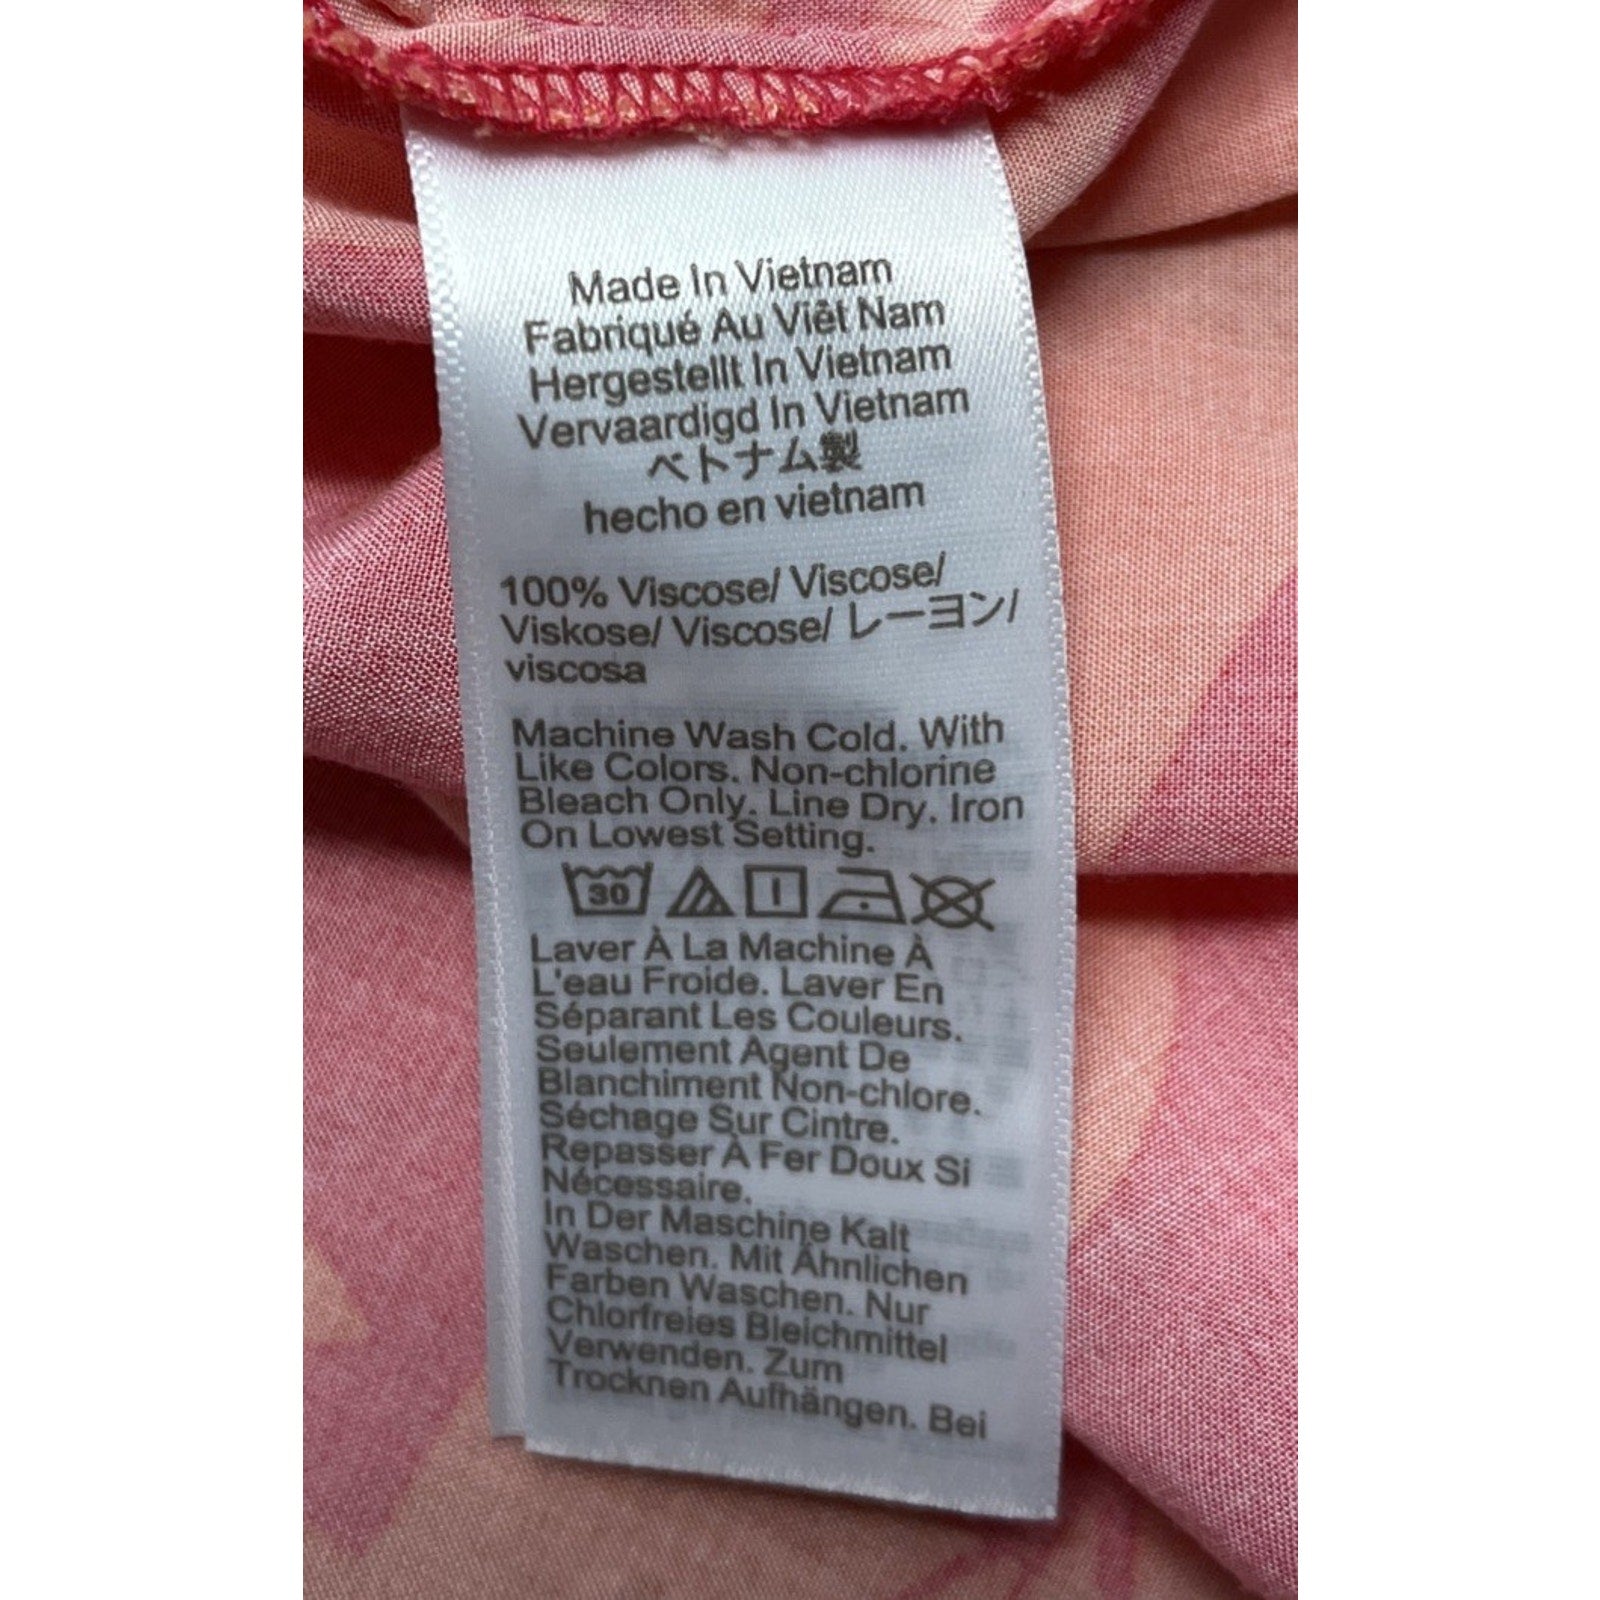 Made In Vietnam
Fabriqué Au Viêt Nam
Hergestellt In Vietnam
Vervaardigd In Vietnam
ベトナム製
hecho en vietnam
100% Viscose/ Viscose/
Viskose/ Viscose/ レーヨン/
viscosa
Machine Wash Cold. With
Like Colors. Non-chlorine
Bleach Only. Line Dry. Iron
On Lowest Setting.
30
Laver À La Machine À
L'eau Froide. Laver En
Séparant Les Couleurs.
Seulement Agent De
Blanchiment Non-chlore.
Séchage Sur Cintre.
Repasser À Fer Doux Si
Nécessaire.
In Der Maschine Kalt
Waschen. Mit Ähnlichen
Farben Waschen. Nur
Chlorfreies Bleichmittel
Verwenden. Zum
Trocknen Aufhängen. Bei